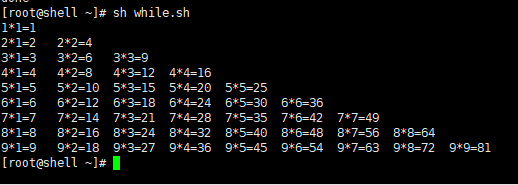 done
[root@shell ~]# sh while.sh
1*1=1
2*1=2 2*2=4
3*1=3 3*2=6 3*3=9
4*1=4 4*2=8 4*3=12 4*4=16
5*1=5 5*2=10 5*3=15 5*4=20 5*5=25
6*1=6 6*2=12 6*3=18 6*4=24 6*5=30 6*6=36
7*1=7 7*2=14 7*3=21 7*4=28 7*5=35 7*6=42 7*7=49
8*1=8 8*2=16 8*3=24 8*4=32 8*5=40 8*6=48 8*7=56 8*8=64
9*1=9 9*2=18 9*3=27 9*4=36 9*5=45 9*6=54 9*7=63 9*8=72 9*9=81
[root@shell ~]#